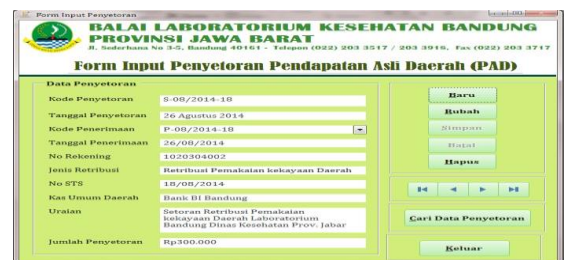 Form Input Penyetoran
BALAI LABORATORIUM KESEHATAN BANDUNG
PROVINSI JAWA BARAT
Jl. Sederhana No 3-5, Bandung 40161 - Telepon (022) 203 3517 / 203 3918, Fax (022) 203 3717
Form Input Penyetoran Pendapatan Asli Daerah (PAD)
Data Penyetoran
Kode Penyetoran S-08/2014-18
Tanggal Penyetoran 26 Agustus 2014
Kode Penerimaan P-08/2014-18
Tanggal Penerimaan 26/08/2014
No Rekening 1020304002
Jenis Retribusi Retribusi Pemakaian kekayaan Daerah
No STS 18/08/2014
Kas Umum Daerah Bank BI Bandung
Uraian Setoran Retribusi Pemakaian
kekayaan Daerah Laboratorium
Bandung Dinas Kesehatan Prov. Jabar
Jumlah Penyetoran Rp300.000
Baru
Rubah
Simpan
Batal
Hapus
Cari Data Penyetoran
Keluar